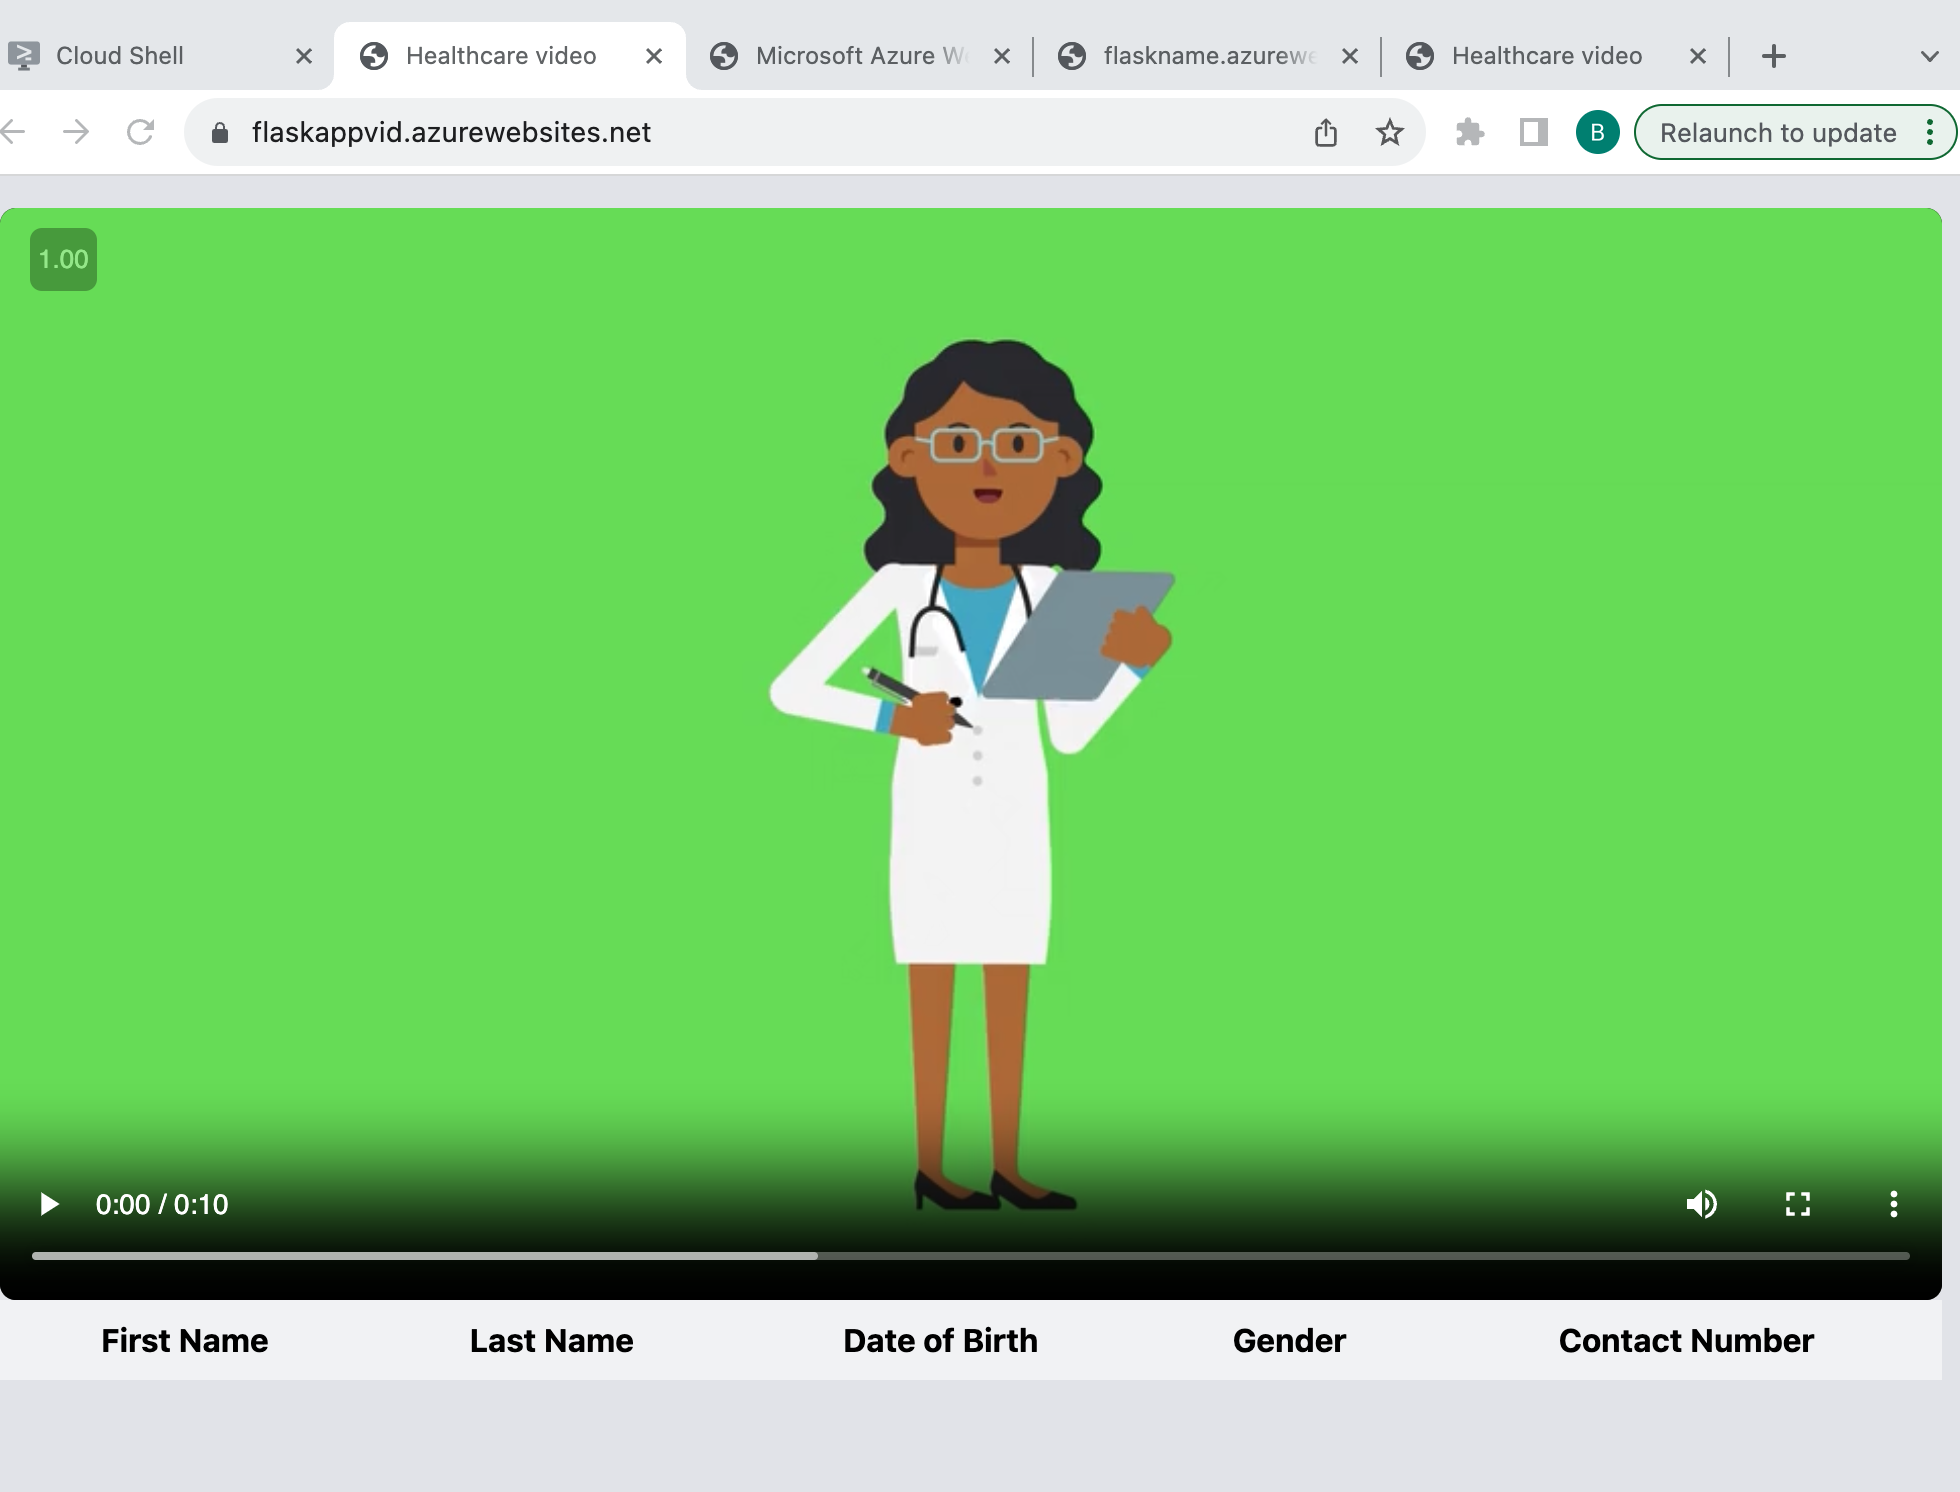 Cloud Shell
Healthcare video
Microsoft Azure W
flaskname.azurewe
Healthcare video
flaskappvid.azurewebsites.net
B
Relaunch to update
1.00
0:00 / 0:10
First Name Last Name Date of Birth Gender Contact Number